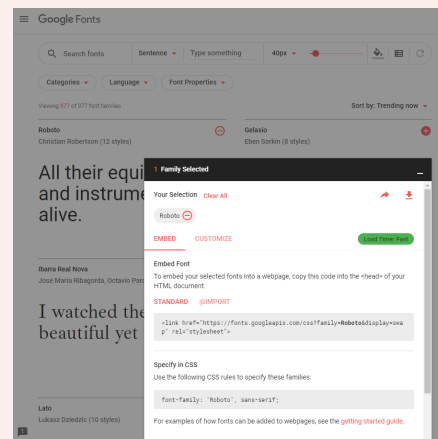 Google Fonts
Search fonts
Sentence
Type something
40px
Categories
Language
Font Properties
Viewing 977 of 977 font families
Sort by: Trending now
Roboto
Christian Robertson (12 styles)
Gelasio
Eben Sorkin (8 styles)
All their equi
and instrume
alive.
1 Family Selected
Your Selection Clear All
Roboto
EMBED
CUSTOMIZE
Load Time: Fast
Embed Font
To embed your selected fonts into a webpage, copy this code into the <head> of your
HTML document.
STANDARD
@IMPORT
<link href="https://fonts.googleapis.com/css?family=Roboto&display=swa
p" rel="stylesheet">
Specify in CSS
Use the following CSS rules to specify these families:
font-family: 'Roboto', sans-serif;
For examples of how fonts can be added to webpages, see the getting started guide.
Ibarra Real Nova
José María Ribagorda, Octavio Par
I watched the
beautiful yet
Lato
Łukasz Dziedzic (10 styles)